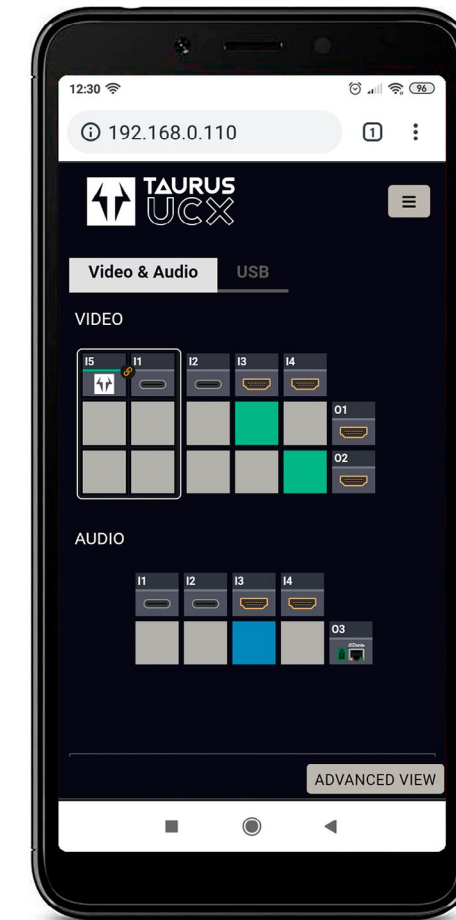 12:30
96
192.168.0.110
1
TAURUS
UCX
Video & Audio USB
VIDEO
I5 I1 I2 I3 I4
O1
O2
AUDIO
I1 I2 I3 I4
O3
ADVANCED VIEW